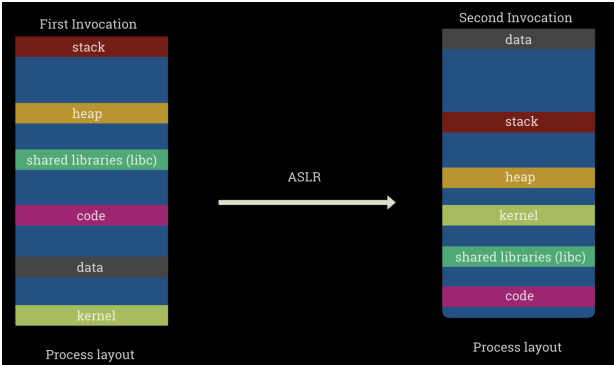 First Invocation
stack
heap
shared libraries (libc)
code
data
kernel
Process layout
ASLR
Second Invocation
data
stack
heap
kernel
shared libraries (libc)
code
Process layout